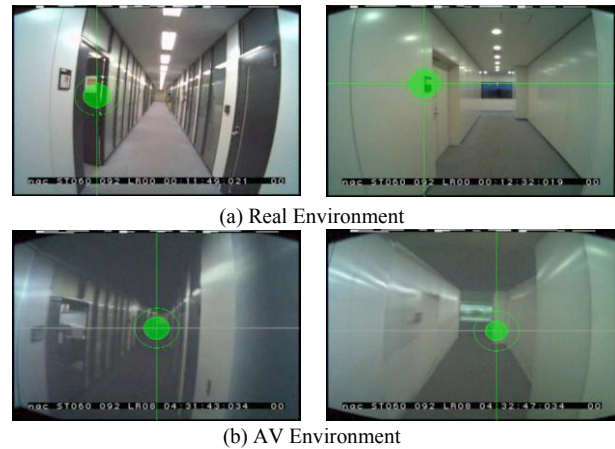 nac ST060 092 LR00 00:11:49:021 00
nac ST060 092 LR00 00:12:32:019 00
(a) Real Environment
nac ST060 092 LR08 04:31:43:034 00
nac ST060 092 LR08 04:32:47:034 00
(b) AV Environment